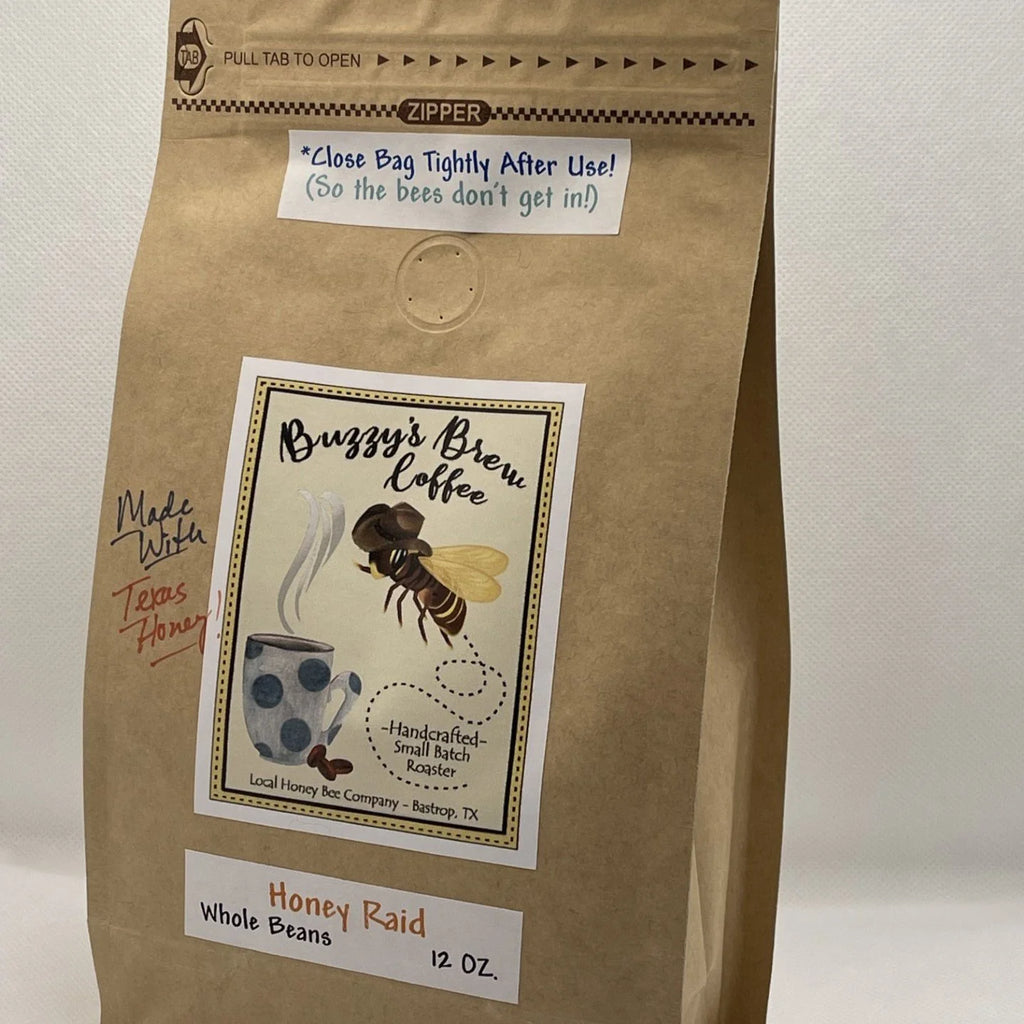 TAB PULL TAB TO OPEN
ZIPPER
*Close Bag Tightly After Use!
(So the bees don't get in!)
Buzzy's Brew
Coffee
Made
With
Texas
Honey!
-Handcrafted-
Small Batch
Roaster
Local Honey Bee Company - Bastrop, TX
Honey Raid
Whole Beans
12 OZ.